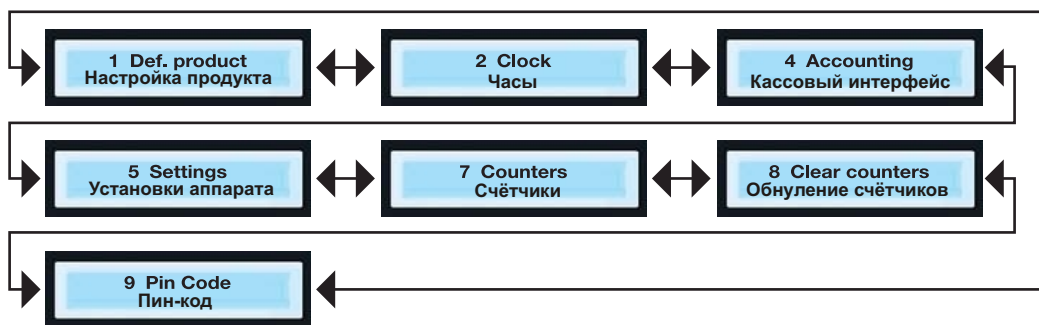 1 Def. product
Настройка продукта
2 Clock
Часы
4 Accounting
Кассовый интерфейс
5 Settings
Установки аппарата
7 Counters
Счётчики
8 Clear counters
Обнуление счётчиков
9 Pin Code
Пин-код